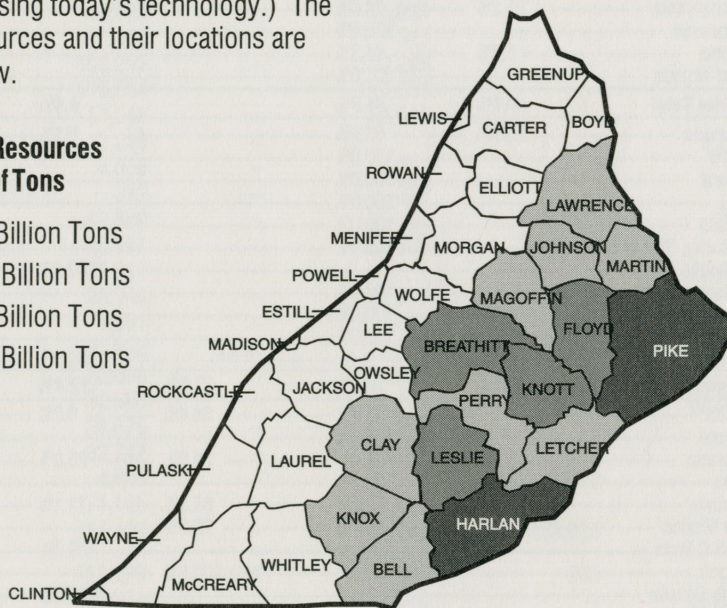 sing today's technology.) The
urces and their locations are
w.
Resources
f Tons
Billion Tons
Billion Tons
Billion Tons
Billion Tons
GREENUP
LEWIS
CARTER
BOYD
ROWAN
ELLIOTT
LAWRENCE
MENIFEE
MORGAN
JOHNSON
MARTIN
POWELL
WOLFE
MAGOFFIN
ESTILL
LEE
FLOYD
MADISON
BREATHITT
PIKE
OWSLEY
ROCKCASTLE
JACKSON
KNOTT
PERRY
CLAY
LETCHER
PULASKI
LAUREL
LESLIE
KNOX
HARLAN
WAYNE
WHITLEY
BELL
McCREARY
CLINTON